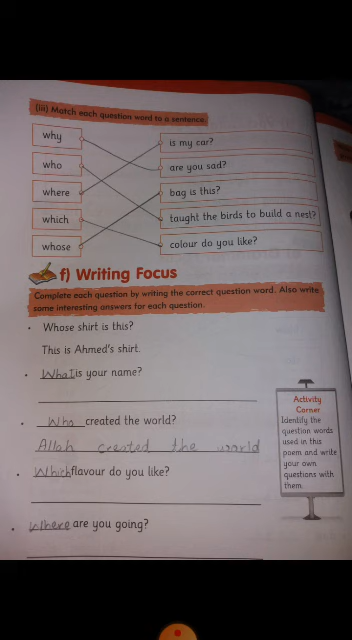 (iii) Match each question word to a sentence.
why
is my car?
who
are you sad?
where
bag is this?
which
taught the birds to build a nest?
whose
colour do you like?
f) Writing Focus
Complete each question by writing the correct question word. Also write
some interesting answers for each question.
Whose shirt is this?
This is Ahmed's shirt.
What is your name?
Who created the world?
Allah created the world
Which flavour do you like?
Where are you going?
Activity
Corner
Identify the
question words
used in this
poem and write
your own
questions with
them.